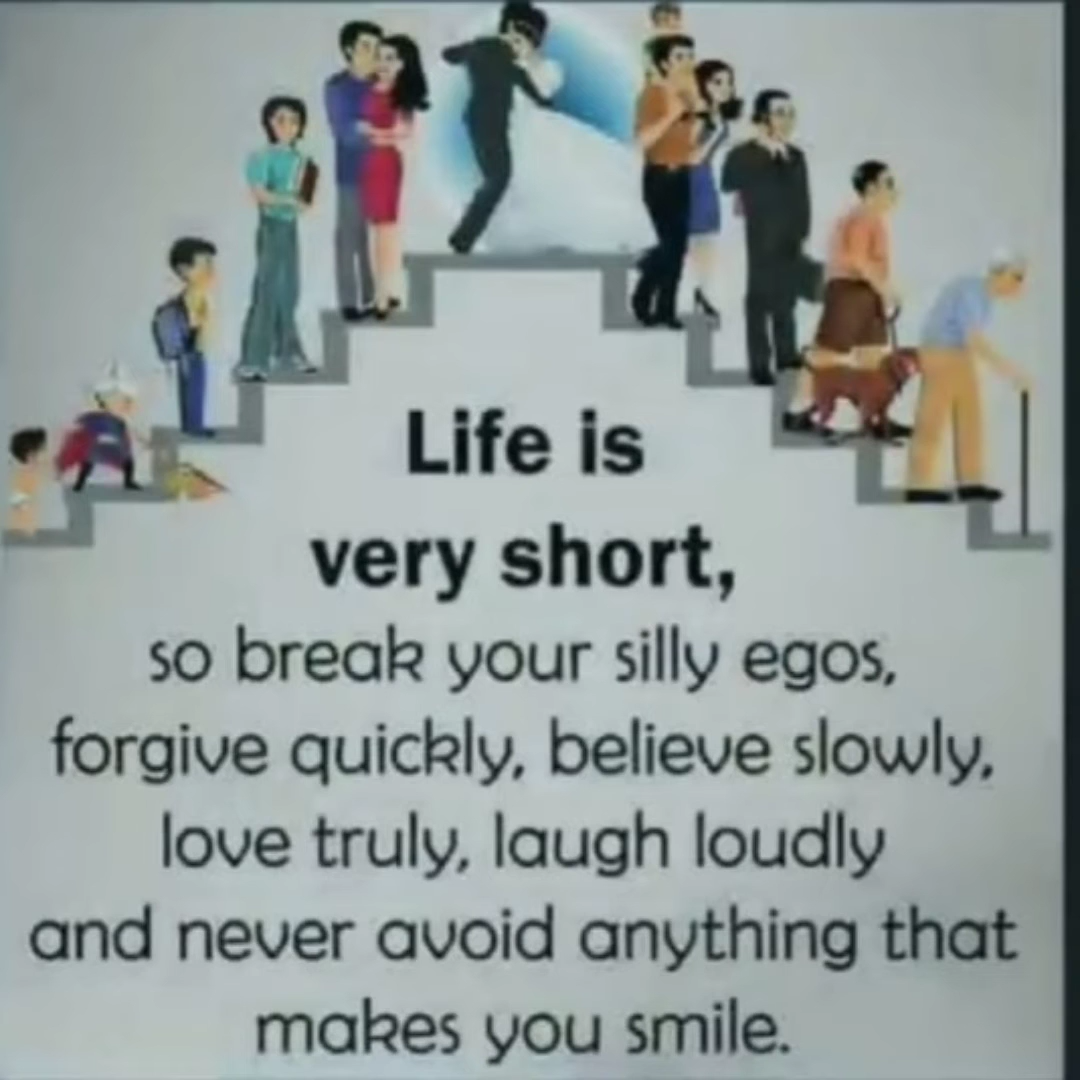 Life is
very short,
so break your silly egos,
forgive quickly, believe slowly,
love truly, laugh loudly
and never avoid anything that
makes you smile.